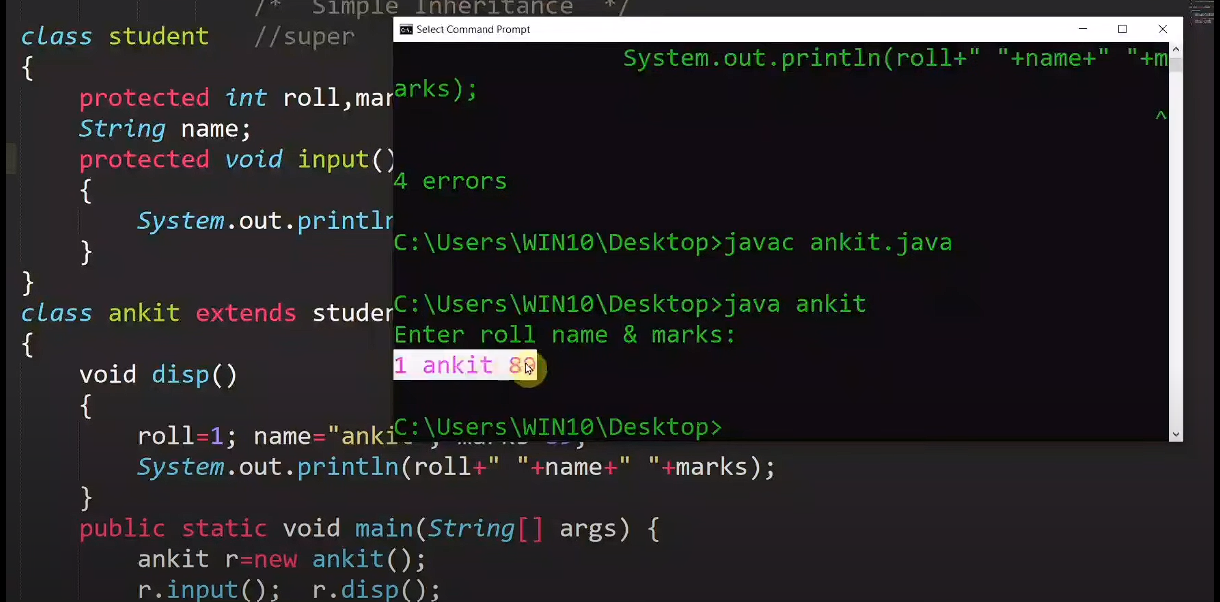 /*  Simple Inheritance  */
class student   //super
{
protected int roll,mar
String name;
protected void input()
{
System.out.println
}
}
class ankit extends studen
{
void disp()
{
roll=1; name="ankit
System.out.println(roll+" "+name+" "+marks);
}
public static void main(String[] args) {
ankit r=new ankit();
r.input();  r.disp();
Select Command Prompt
System.out.println(roll+" "+name+" "+m
arks);
^
4 errors
C:\Users\WIN10\Desktop>javac ankit.java
C:\Users\WIN10\Desktop>java ankit
Enter roll name & marks:
1 ankit 89
C:\Users\WIN10\Desktop>